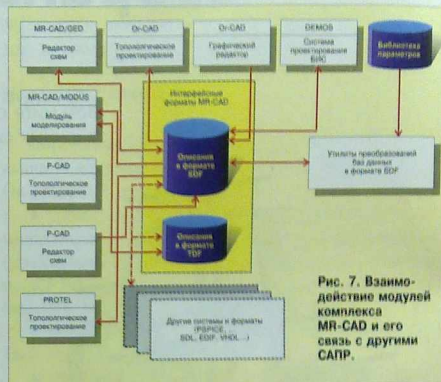 MR-CAD/GED
Редактор
схем
Or-CAD
Топологическое
проектирование
Or-CAD
Графический
редактор
DEMOS
Система
проектирования
БИС
Библиотека
параметров
MR-CAD/MODUS
Модуль
моделирования
Интерфейсные
форматы MR-CAD
Описания
в формате
SDF
Утилиты преобразований
баз данных
в формате SDF
P-CAD
Топологическое
проектирование
P-CAD
Редактор
схем
Описания
в формате
TDF
PROTEL
Топологическое
проектирование
Другие системы и форматы
(PSPICE,
SDL, EDIF, VHDL ...)
Рис. 7. Взаимо-
действие модулей
комплекса
MR-CAD и его
связь с другими
САПР.